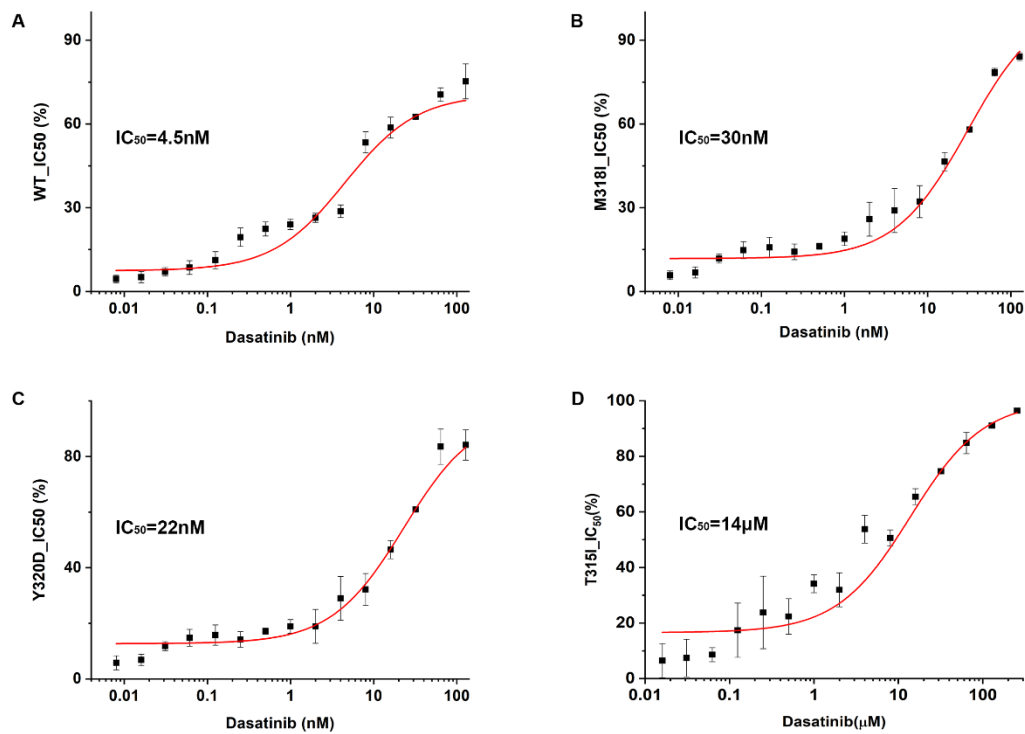 A
90
60
30
0
WT_IC50 (%)
IC₅₀=4.5nM
0.01 0.1 1 10 100
Dasatinib (nM)
B
90
60
30
0
M318I_IC50 (%)
IC₅₀=30nM
0.01 0.1 1 10 100
Dasatinib (nM)
C
80
40
0
Y320D_IC50 (%)
IC₅₀=22nM
0.01 0.1 1 10 100
Dasatinib (nM)
D
100
80
60
40
20
0
T315I_IC₅₀(%)
IC₅₀=14μM
0.01 0.1 1 10 100
Dasatinib(μM)